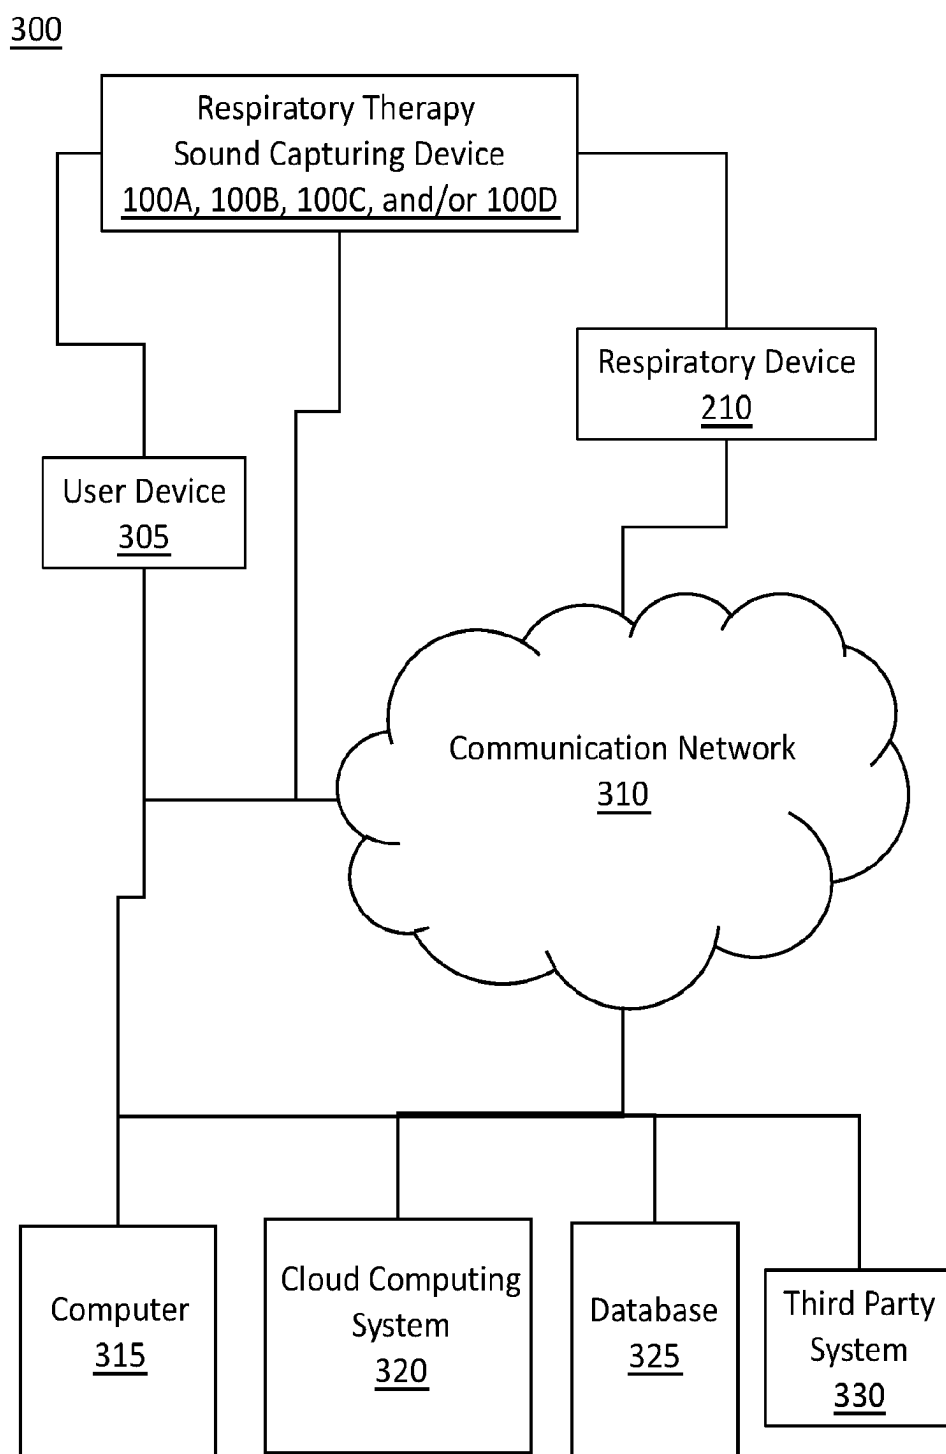 300
Respiratory Therapy
Sound Capturing Device
100A, 100B, 100C, and/or 100D
Respiratory Device
210
User Device
305
Communication Network
310
Computer
315
Cloud Computing
System
320
Database
325
Third Party
System
330